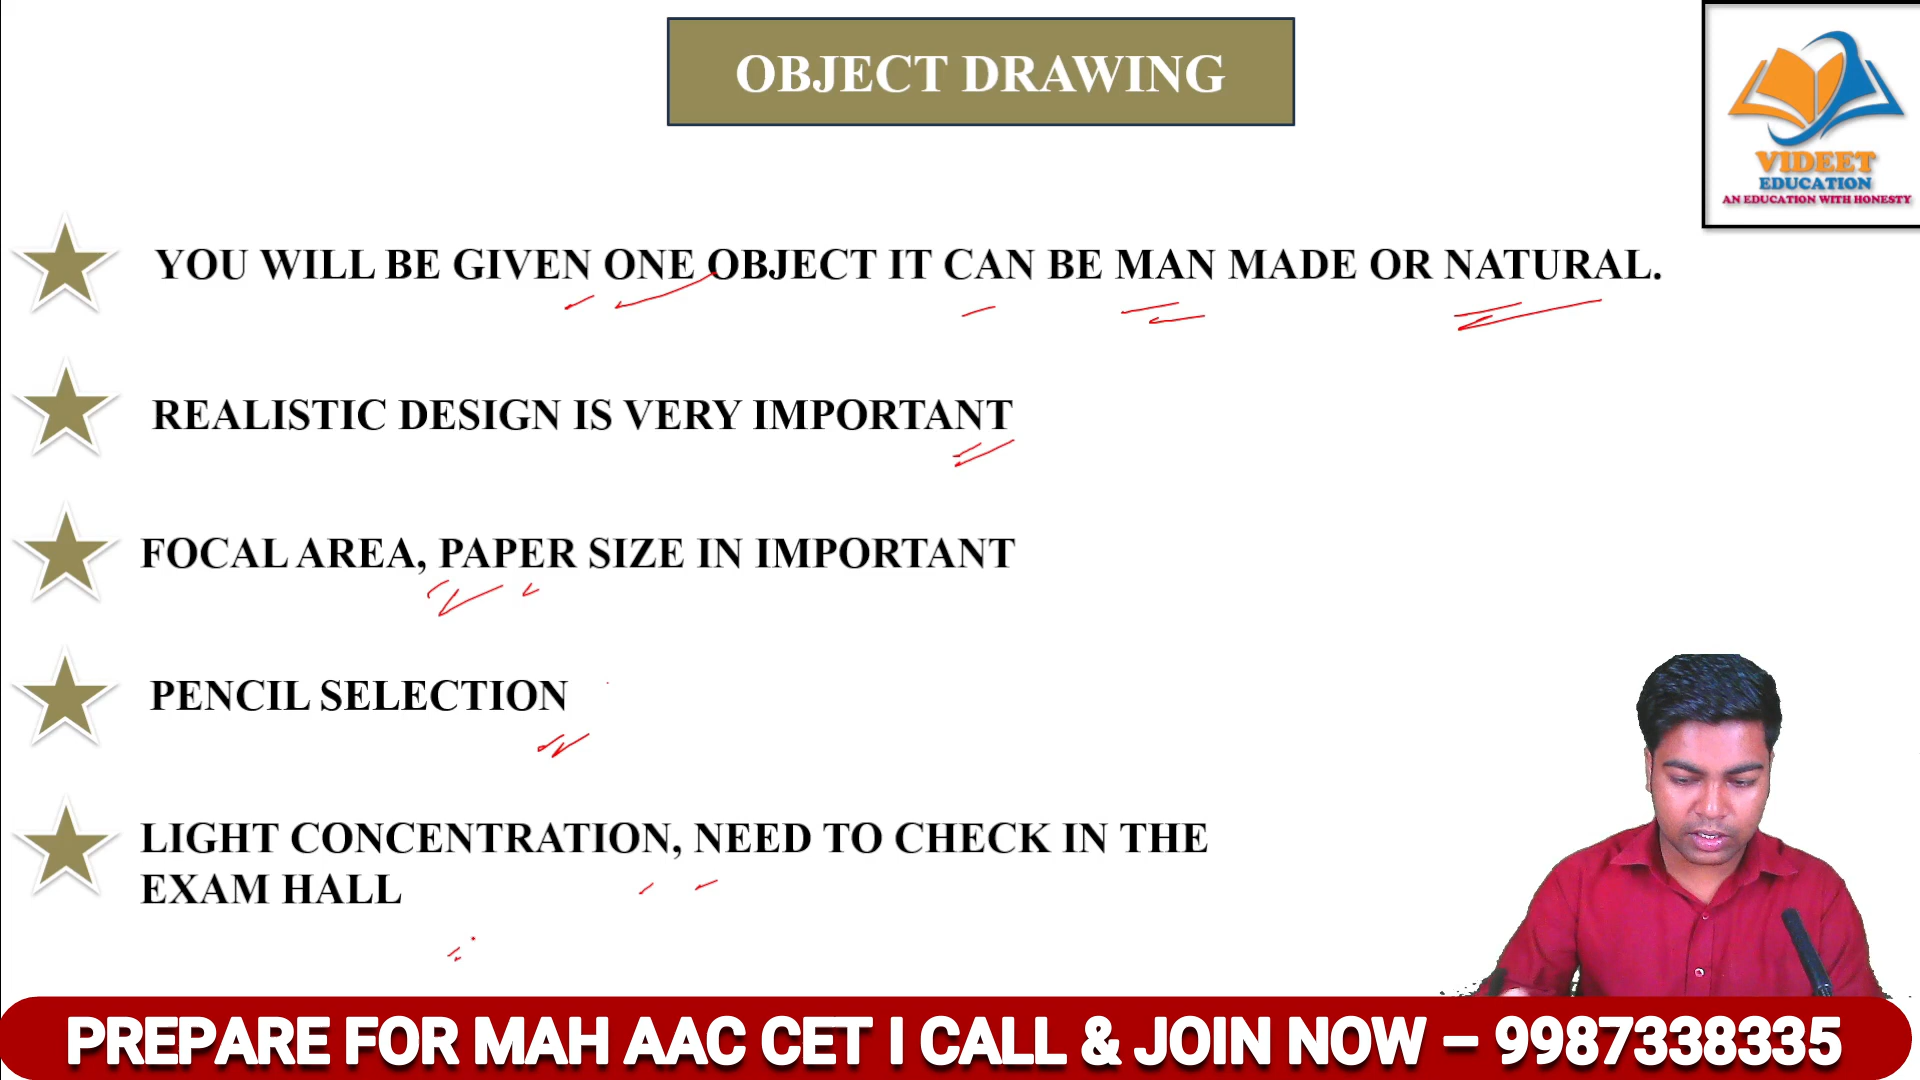 OBJECT DRAWING
VIDEET
EDUCATION
AN EDUCATION WITH HONESTY
YOU WILL BE GIVEN ONE OBJECT IT CAN BE MAN MADE OR NATURAL.
REALISTIC DESIGN IS VERY IMPORTANT
FOCAL AREA, PAPER SIZE IN IMPORTANT
PENCIL SELECTION
LIGHT CONCENTRATION, NEED TO CHECK IN THE
EXAM HALL
PREPARE FOR MAH AAC CET I CALL & JOIN NOW – 9987338335